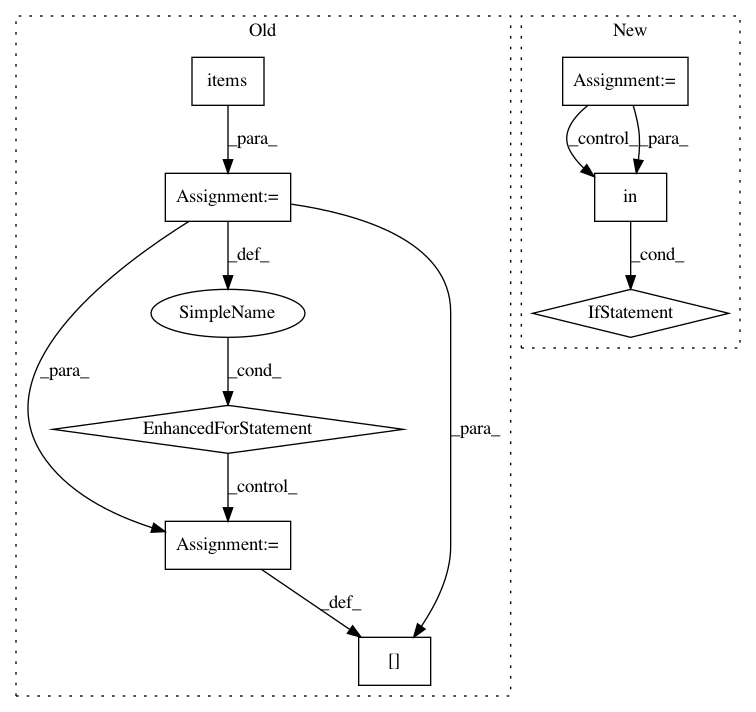 Old
New
items
Assignment:=
_para_
_control_
_para_
Assignment:=
in
_def_
_cond_
SimpleName
IfStatement
_para_
_cond_
EnhancedForStatement
_para_
_control_
Assignment:=
_def_
[]